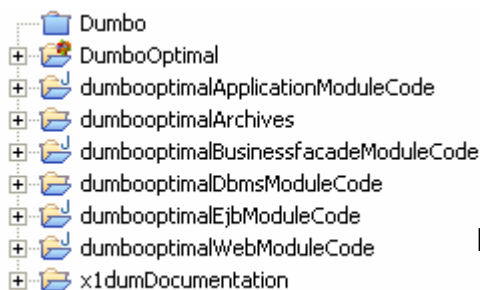 Dumbo
DumboOptimal
dumbooptimalApplicationModuleCode
dumbooptimalArchives
dumbooptimalBusinessfacadeModuleCode
dumbooptimalDbmsModuleCode
dumbooptimalEjbModuleCode
dumbooptimalWebModuleCode
x1dumDocumentation